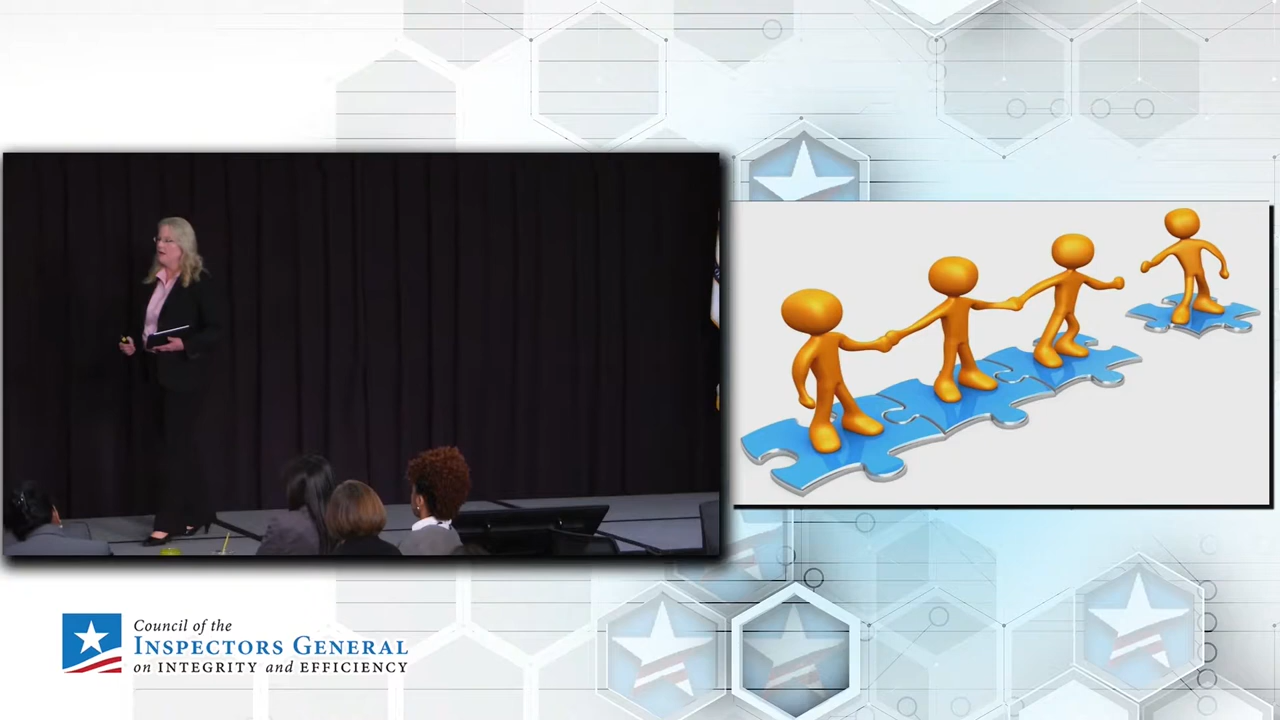 Council of the
INSPECTORS GENERAL
on INTEGRITY and EFFICIENCY